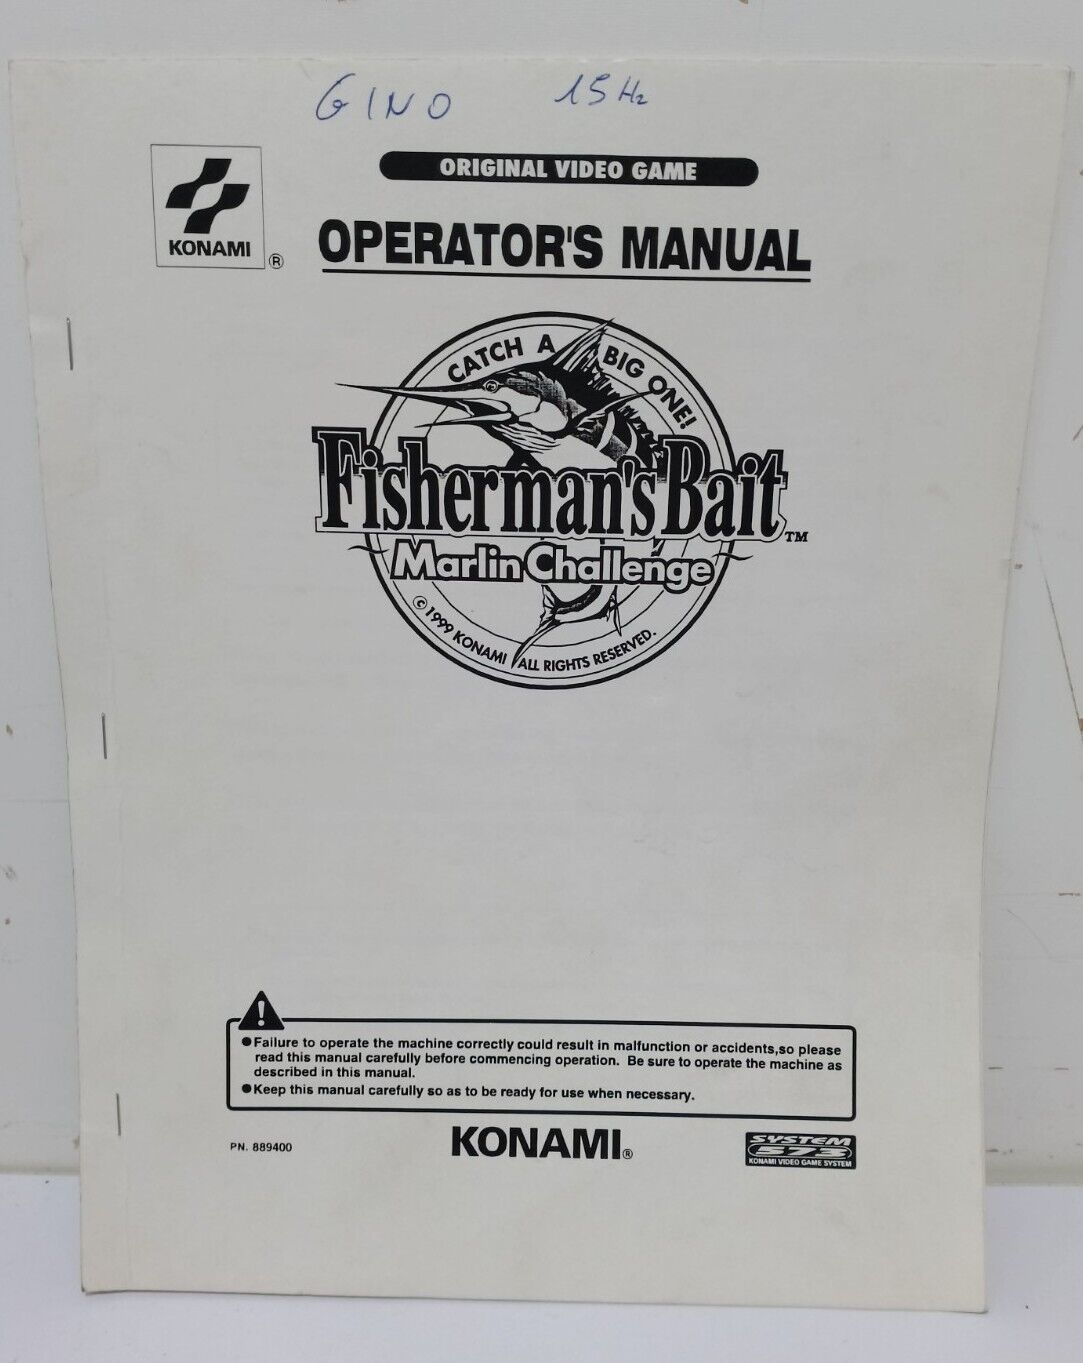 GINO 15Hz
ORIGINAL VIDEO GAME
KONAMI ®
OPERATOR'S MANUAL
CATCH A BIG ONE!
Fisherman's Bait TM
Marlin Challenge
© 1999 KONAMI ALL RIGHTS RESERVED.
!
●Failure to operate the machine correctly could result in malfunction or accidents,so please
read this manual carefully before commencing operation. Be sure to operate the machine as
described in this manual.
●Keep this manual carefully so as to be ready for use when necessary.
PN. 889400
KONAMI®
SYSTEM
573
KONAMI VIDEO GAME SYSTEM